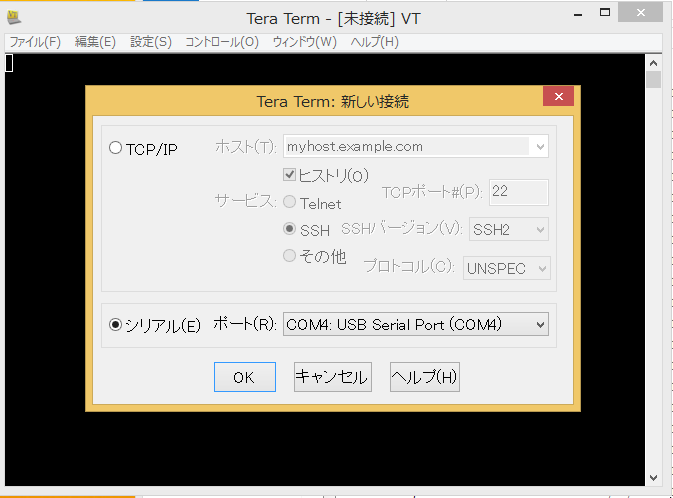 Tera Term - [未接続] VT
ファイル(F) 編集(E) 設定(S) コントロール(O) ウィンドウ(W) ヘルプ(H)
Tera Term: 新しい接続
TCP/IP ホスト(T): myhost.example.com
ヒストリ(O)
サービス: Telnet TCPポート#(P): 22
SSH SSHバージョン(V): SSH2
その他 プロトコル(C): UNSPEC
シリアル(E) ポート(R): COM4: USB Serial Port (COM4)
OK キャンセル ヘルプ(H)